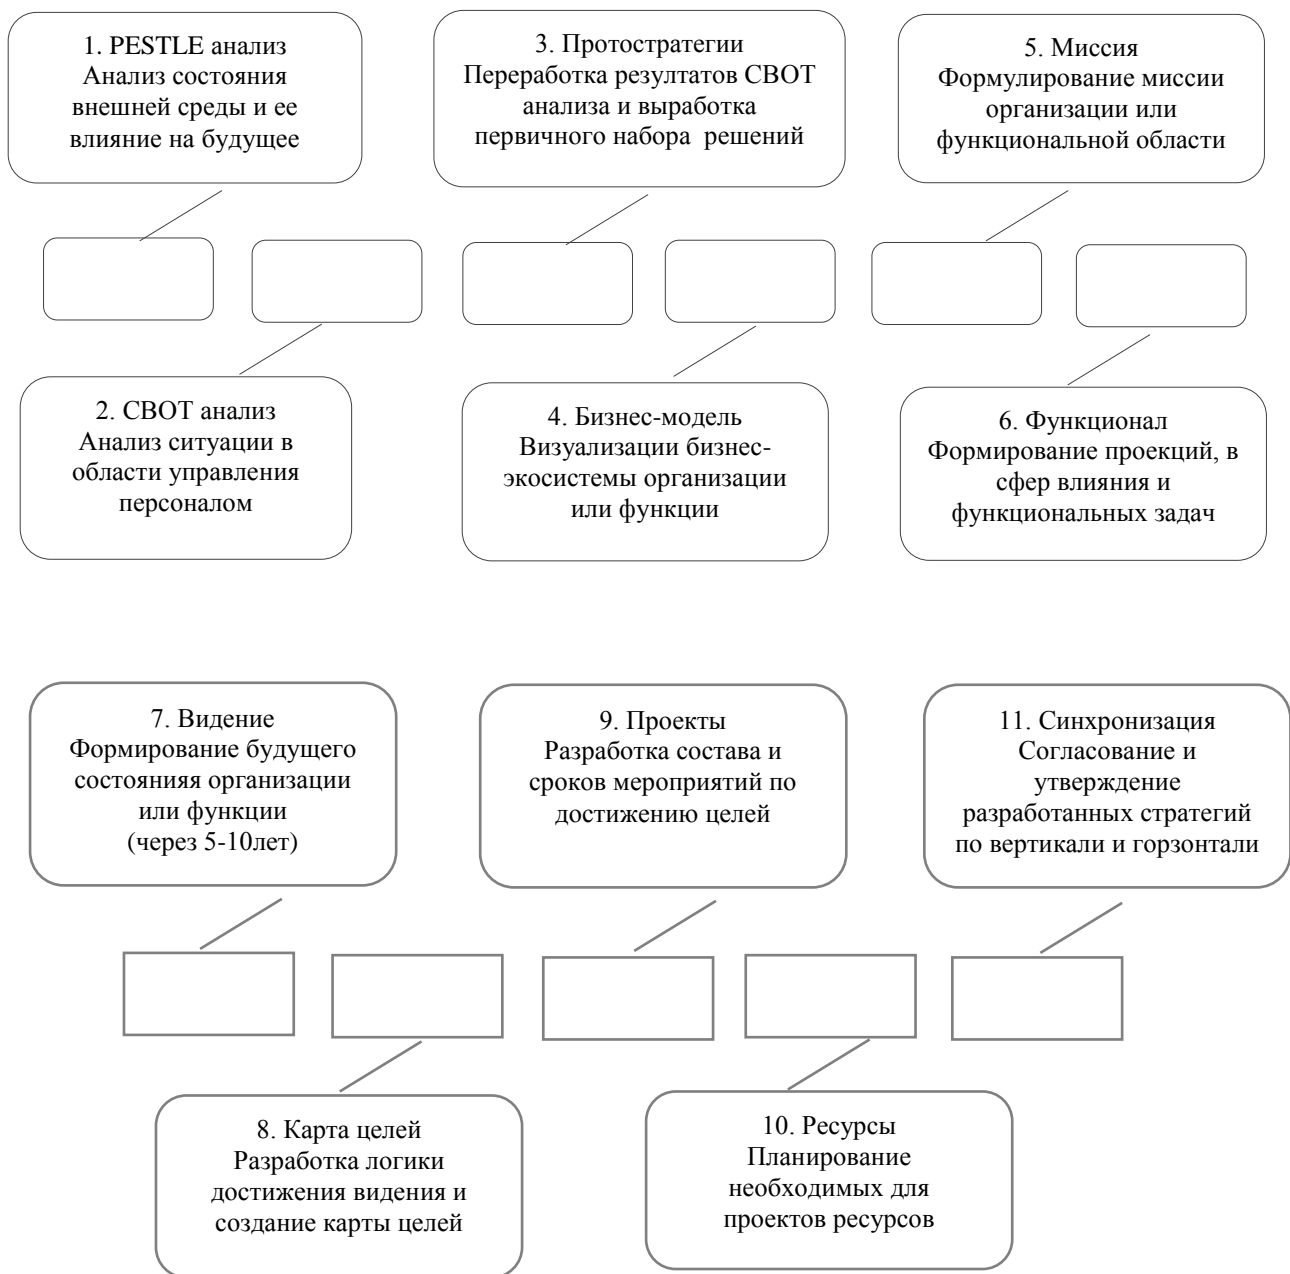 1. PESTLE анализ
Анализ состояния
внешней среды и ее
влияние на будущее
3. Протостратегии
Переработка резултатов СВОТ
анализа и выработка
первичного набора решений
5. Миссия
Формулирование миссии
организации или
функциональной области
2. СВОТ анализ
Анализ ситуации в
области управления
персоналом
4. Бизнес-модель
Визуализации бизнес-
экосистемы организации
или функции
6. Функционал
Формирование проекций, в
сфер влияния и
функциональных задач
7. Видение
Формирование будущего
состоянияя организации
или функции
(через 5-10лет)
9. Проекты
Разработка состава и
сроков мероприятий по
достижению целей
11. Синхронизация
Согласование и
утверждение
разработанных стратегий
по вертикали и горзонтали
8. Карта целей
Разработка логики
достижения видения и
создание карты целей
10. Ресурсы
Планирование
необходимых для
проектов ресурсов